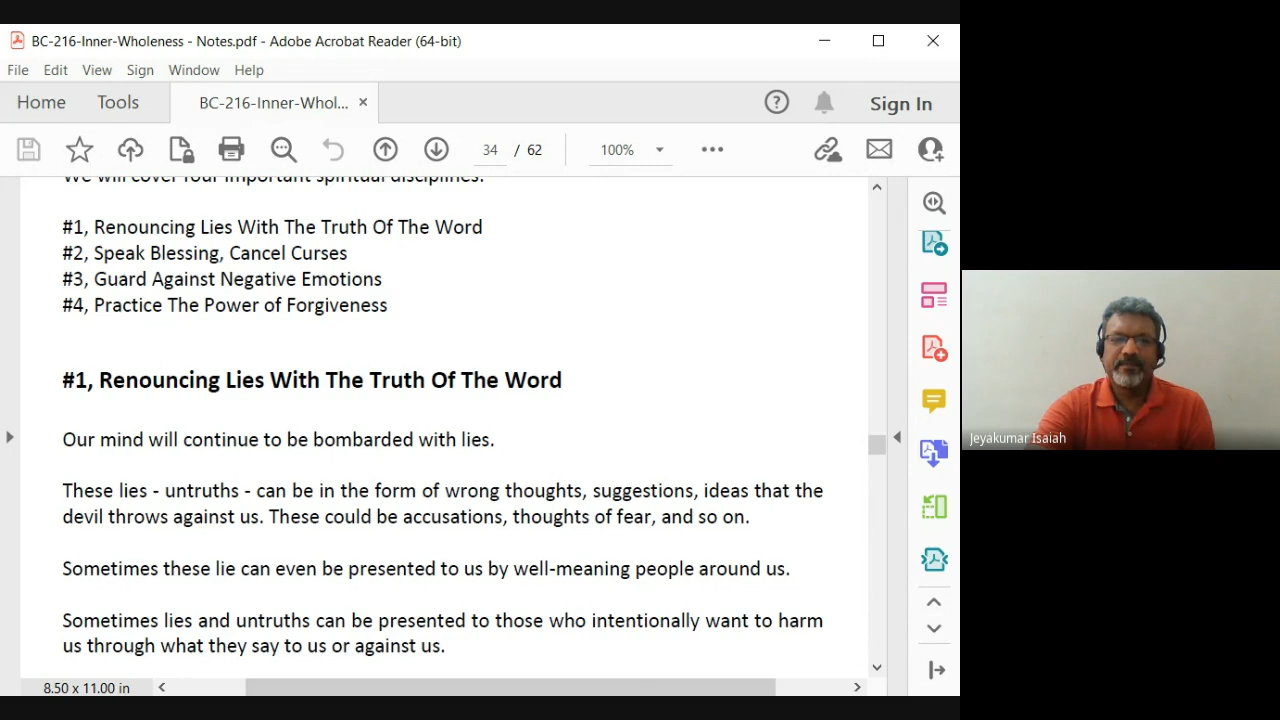 BC-216-Inner-Wholeness - Notes.pdf - Adobe Acrobat Reader (64-bit)
File Edit View Sign Window Help
Home Tools BC-216-Inner-Whol... Sign In
34 / 62 100%
We will cover four important spiritual disciplines:
#1, Renouncing Lies With The Truth Of The Word
#2, Speak Blessing, Cancel Curses
#3, Guard Against Negative Emotions
#4, Practice The Power of Forgiveness
#1, Renouncing Lies With The Truth Of The Word
Our mind will continue to be bombarded with lies.
These lies - untruths - can be in the form of wrong thoughts, suggestions, ideas that the
devil throws against us. These could be accusations, thoughts of fear, and so on.
Sometimes these lie can even be presented to us by well-meaning people around us.
Sometimes lies and untruths can be presented to those who intentionally want to harm
us through what they say to us or against us.
8.50 x 11.00 in
Jeyakumar Isaiah